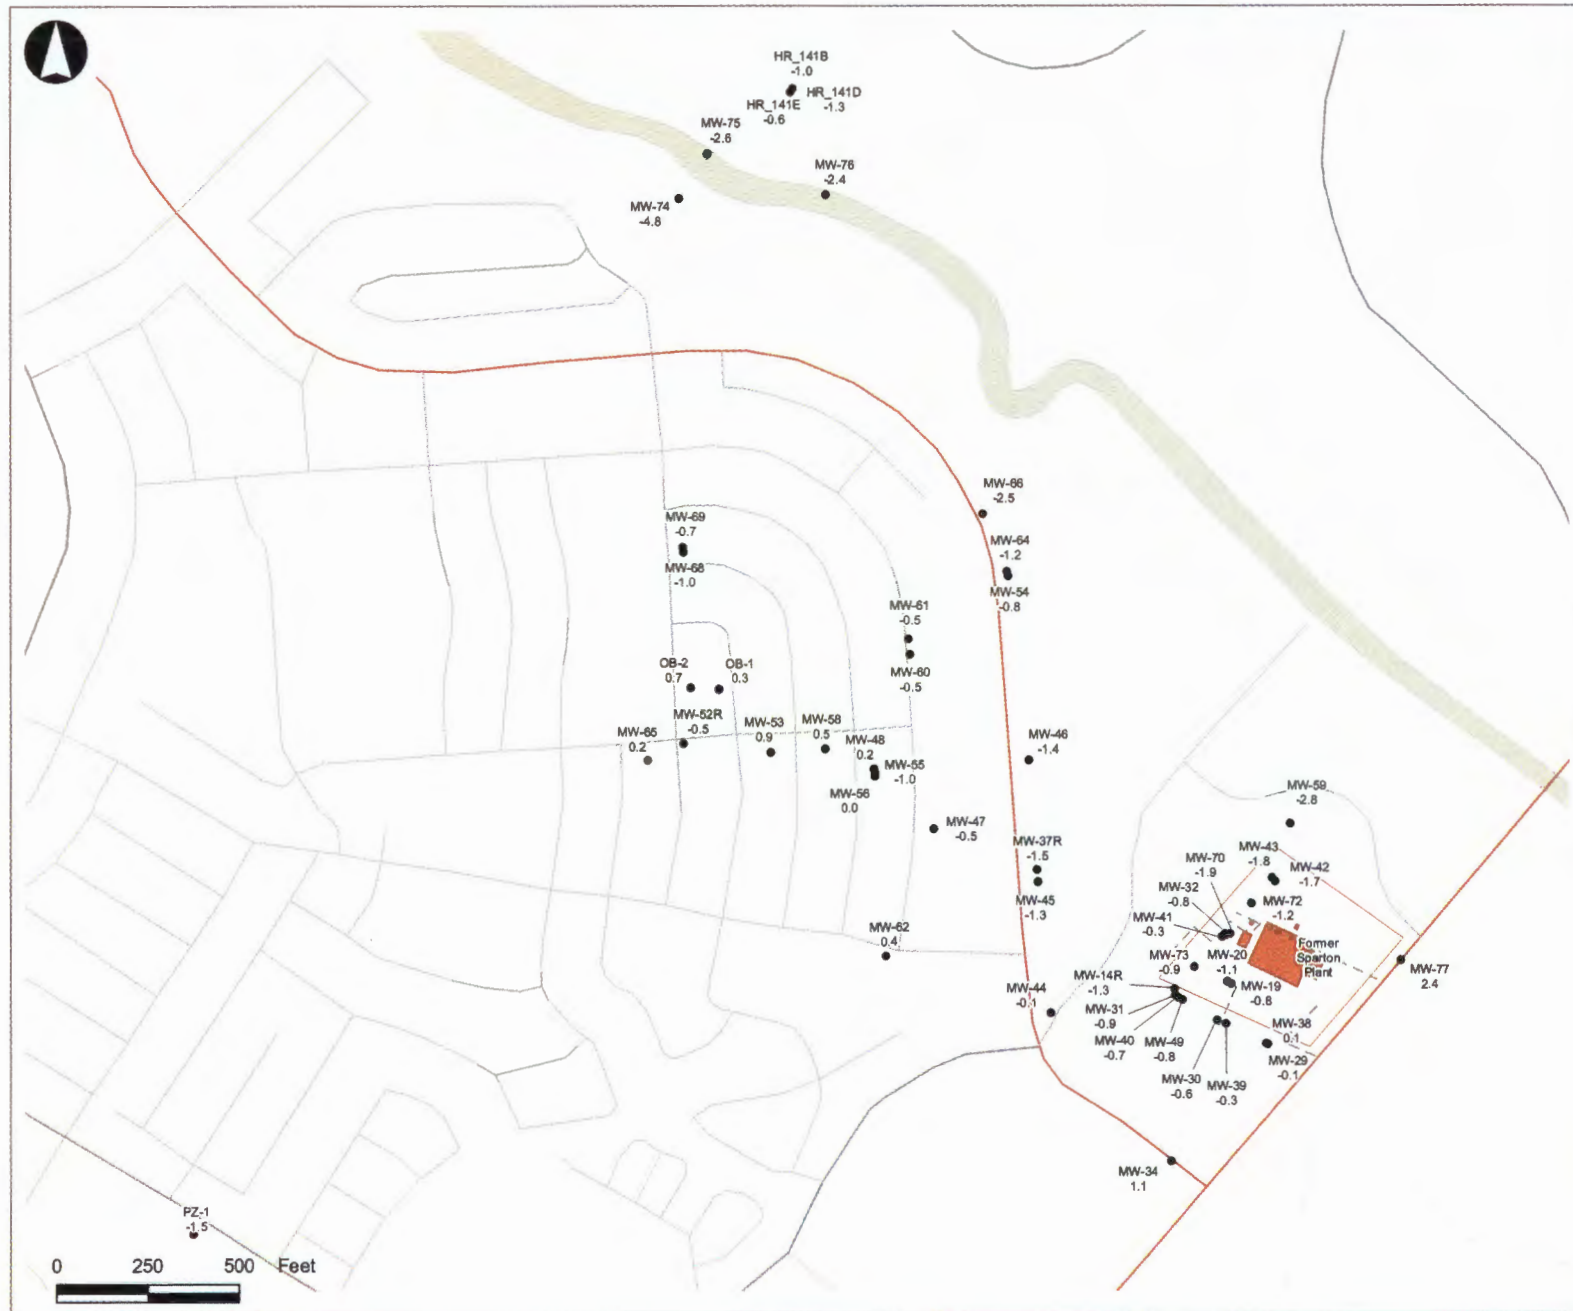 HR_141B
-1.0
HR_141D
-1.3
HR_141E
-0.6
MW-75
-2.6
MW-76
-2.4
MW-74
-4.8
MW-66
-2.5
MW-69
-0.7
MW-68
-1.0
MW-64
-1.2
MW-54
-0.8
MW-61
-0.5
MW-60
-0.5
OB-2
0.7
OB-1
0.3
MW-52R
-0.5
MW-65
0.2
MW-53
0.9
MW-58
0.5
MW-48
0.2
MW-55
-1.0
MW-56
0.0
MW-46
-1.4
MW-47
-0.5
MW-59
-2.8
MW-37R
-1.5
MW-45
-1.3
MW-43
-1.8
MW-42
-1.7
MW-70
-1.9
MW-32
-0.8
MW-72
-1.2
MW-41
-0.3
MW-62
0.4
Former
Sparton
Plant
MW-73
-0.9
MW-20
-1.1
MW-77
2.4
MW-14R
-1.3
MW-19
-0.8
MW-44
-0.1
MW-31
-0.9
MW-38
0.1
MW-40
-0.7
MW-49
-0.8
MW-29
-0.1
MW-30
-0.6
MW-39
-0.3
MW-34
1.1
PZ-1
-1.5
0 250 500 Feet